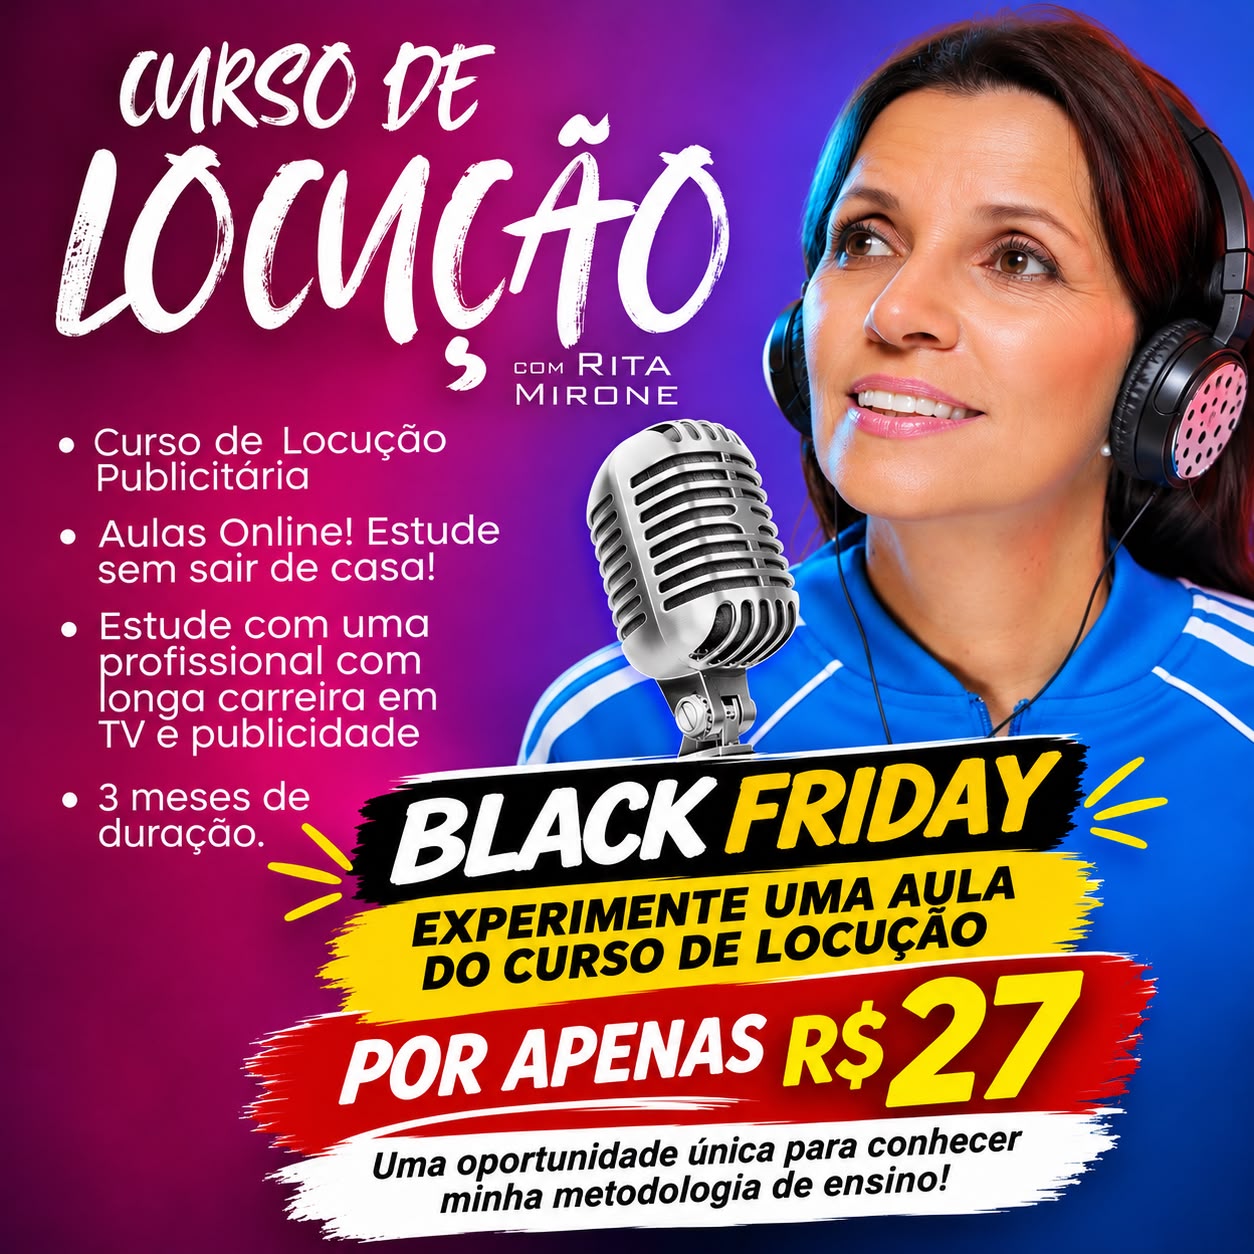 CURSO DE
LOCUÇÃO
COM RITA
MIRONE
• Curso de Locução
Publicitária
• Aulas Online! Estude
sem sair de casa!
• Estude com uma
profissional com
longa carreira em
TV e publicidade
• 3 meses de
duração.
BLACK FRIDAY
EXPERIMENTE UMA AULA
DO CURSO DE LOCUÇÃO
POR APENAS R$27
Uma oportunidade única para conhecer
minha metodologia de ensino!